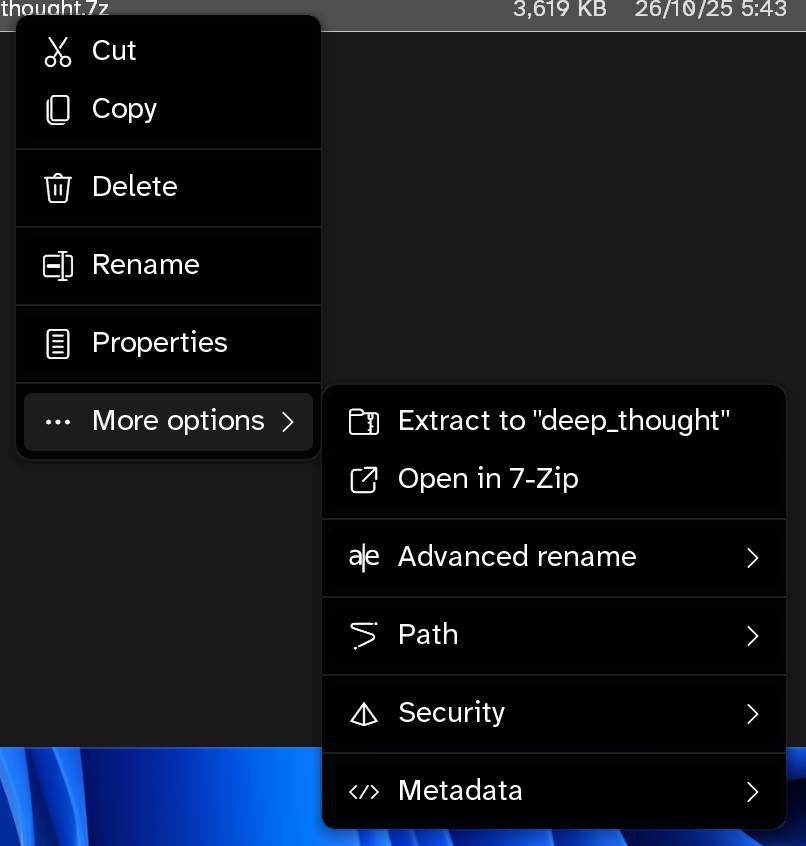 thought.7z 3,619 KB 26/10/25 5:43
Cut
Copy
Delete
Rename
Properties
More options
Extract to "deep_thought"
Open in 7-Zip
Advanced rename
Path
Security
Metadata